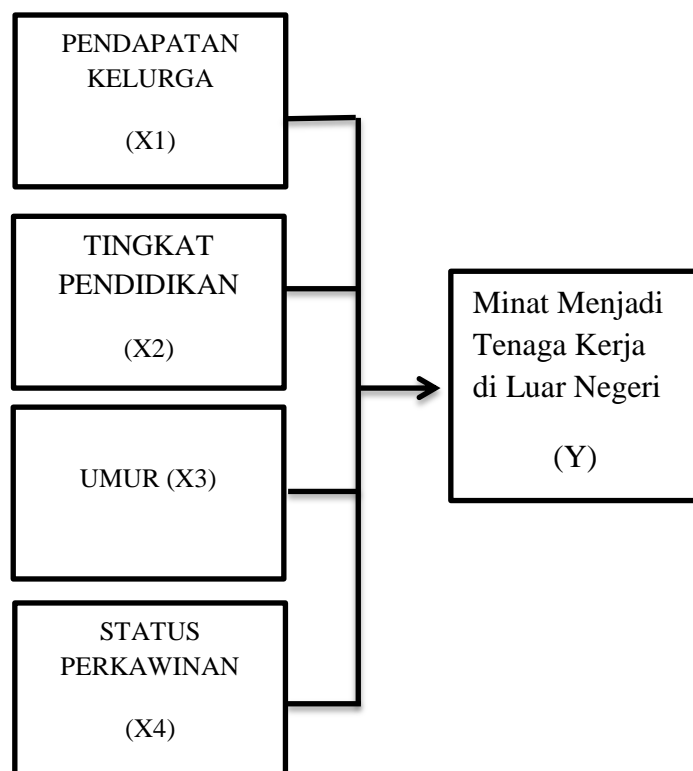 PENDAPATAN
KELURGA
(X1)
TINGKAT
PENDIDIKAN
(X2)
UMUR (X3)
STATUS
PERKAWINAN
(X4)
Minat Menjadi
Tenaga Kerja
di Luar Negeri
(Y)